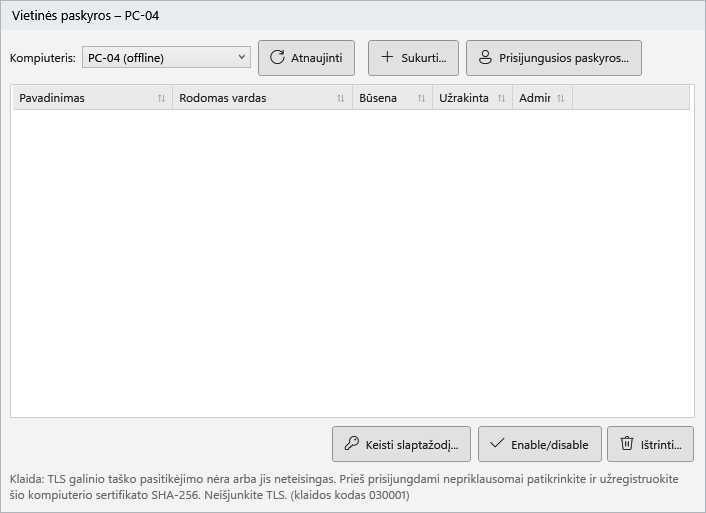 Vietinės paskyros – PC-04
Kompiuteris: PC-04 (offline) Atnaujinti Sukurti... Prisijungusios paskyros...
Pavadinimas Rodomas vardas Būsena Užrakinta Admin
Keisti slaptažodį... Enable/disable Ištrinti...
Klaida: TLS galinio taško pasitikėjimo nėra arba jis neteisingas. Prieš prisijungdami nepriklausomai patikrinkite ir užregistruokite
šio kompiuterio sertifikato SHA-256. Neišjunkite TLS. (klaidos kodas 030001)